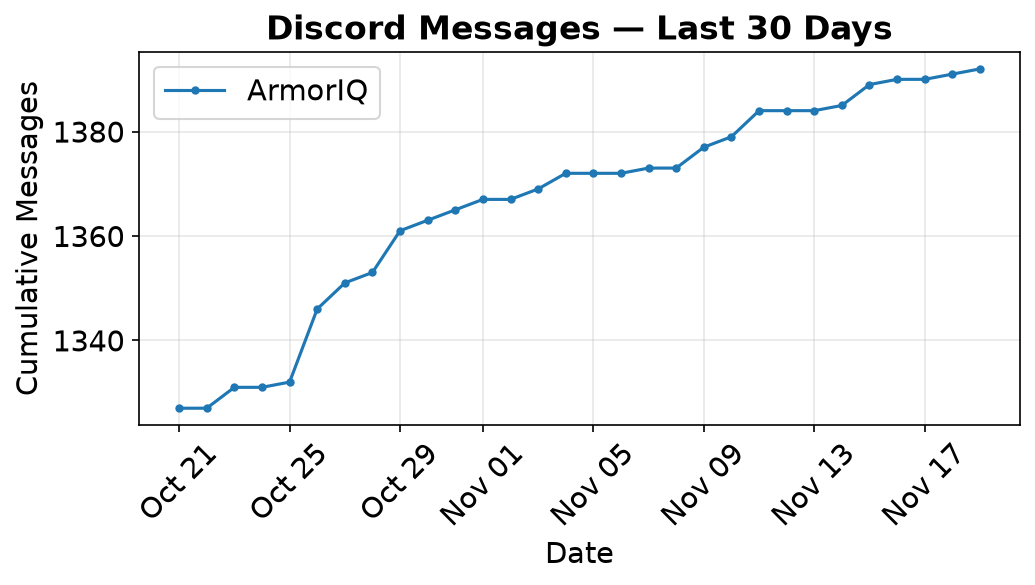 Discord Messages — Last 30 Days
ArmorIQ
Cumulative Messages
1380
1360
1340
Oct 21
Oct 25
Oct 29
Nov 01
Nov 05
Nov 09
Nov 13
Nov 17
Date